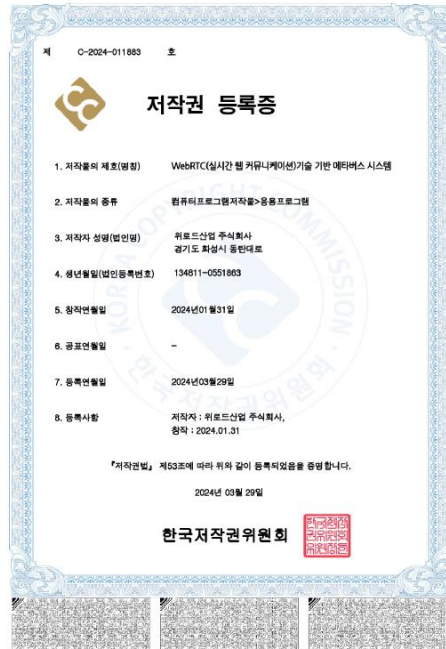 제 C-2024-011883 호
저작권 등록증
1. 저작물의 제호(명칭) WebRTC(실시간 웹 커뮤니케이션)기술 기반 메타버스 시스템
2. 저작물의 종류 컴퓨터프로그램저작물>응용프로그램
3. 저작자 성명(법인명) 위로드산업 주식회사
경기도 화성시 동탄대로
4. 생년월일(법인등록번호) 134811-0551863
5. 창작연월일 2024년01월31일
6. 공표연월일 –
7. 등록연월일 2024년03월29일
8. 등록사항 저작자 : 위로드산업 주식회사,
창작 : 2024.01.31
『저작권법』 제53조에 따라 위와 같이 등록되었음을 증명합니다.
2024년 03월 29일
한국저작권위원회
KOREA COPYRIGHT COMMISSION
한국저작권위원회